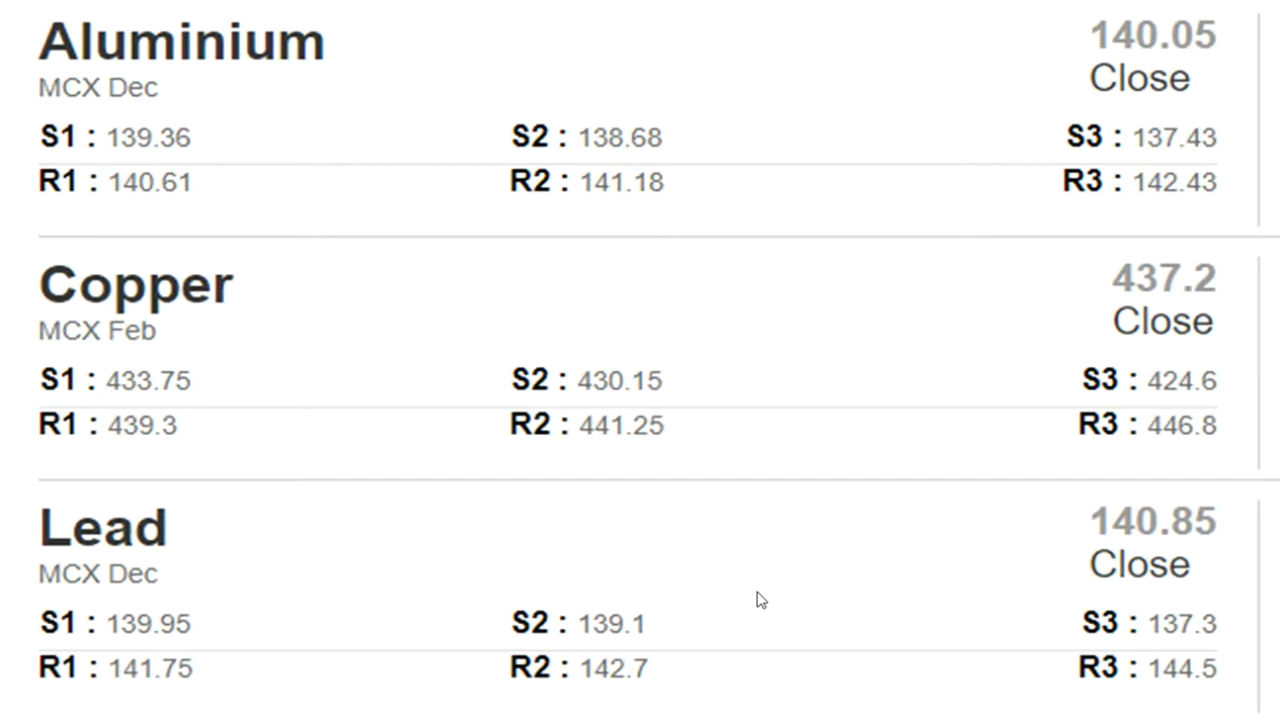 Aluminium 140.05
MCX Dec Close
S1 : 139.36 S2 : 138.68 S3 : 137.43
R1 : 140.61 R2 : 141.18 R3 : 142.43
Copper 437.2
MCX Feb Close
S1 : 433.75 S2 : 430.15 S3 : 424.6
R1 : 439.3 R2 : 441.25 R3 : 446.8
Lead 140.85
MCX Dec Close
S1 : 139.95 S2 : 139.1 S3 : 137.3
R1 : 141.75 R2 : 142.7 R3 : 144.5